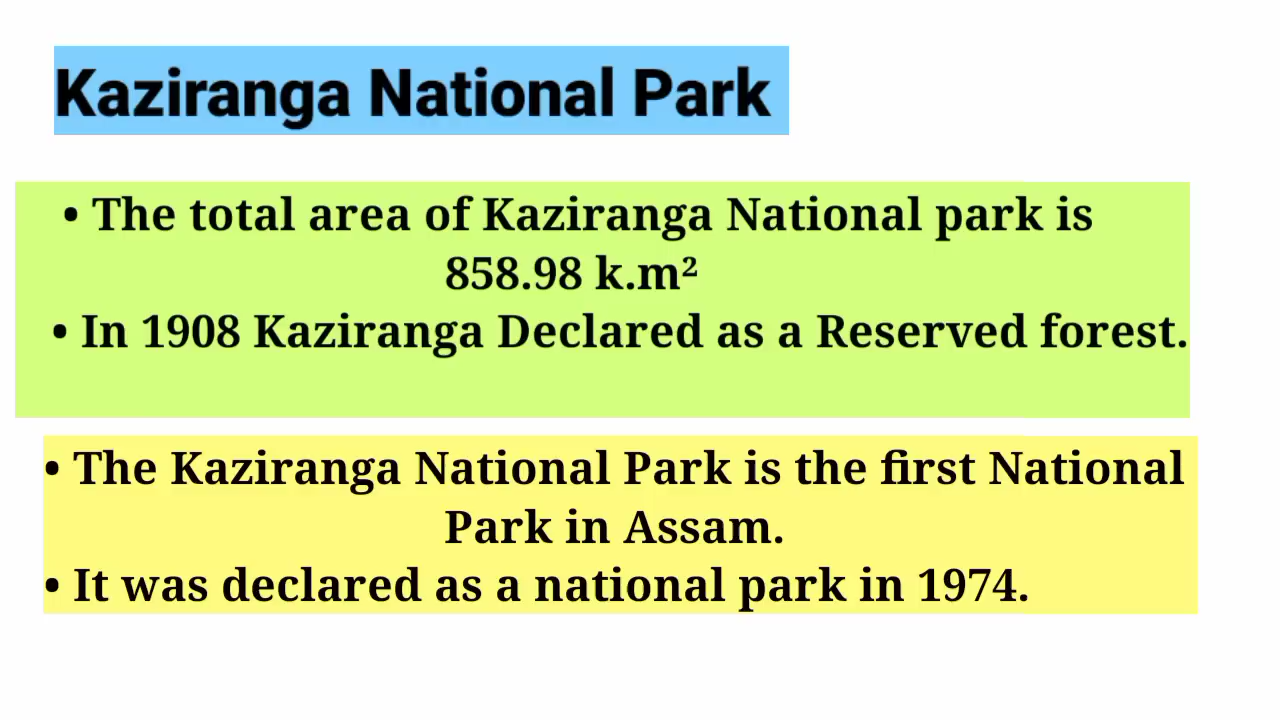 Kaziranga National Park
• The total area of Kaziranga National park is
858.98 k.m²
• In 1908 Kaziranga Declared as a Reserved forest.
• The Kaziranga National Park is the first National
Park in Assam.
• It was declared as a national park in 1974.